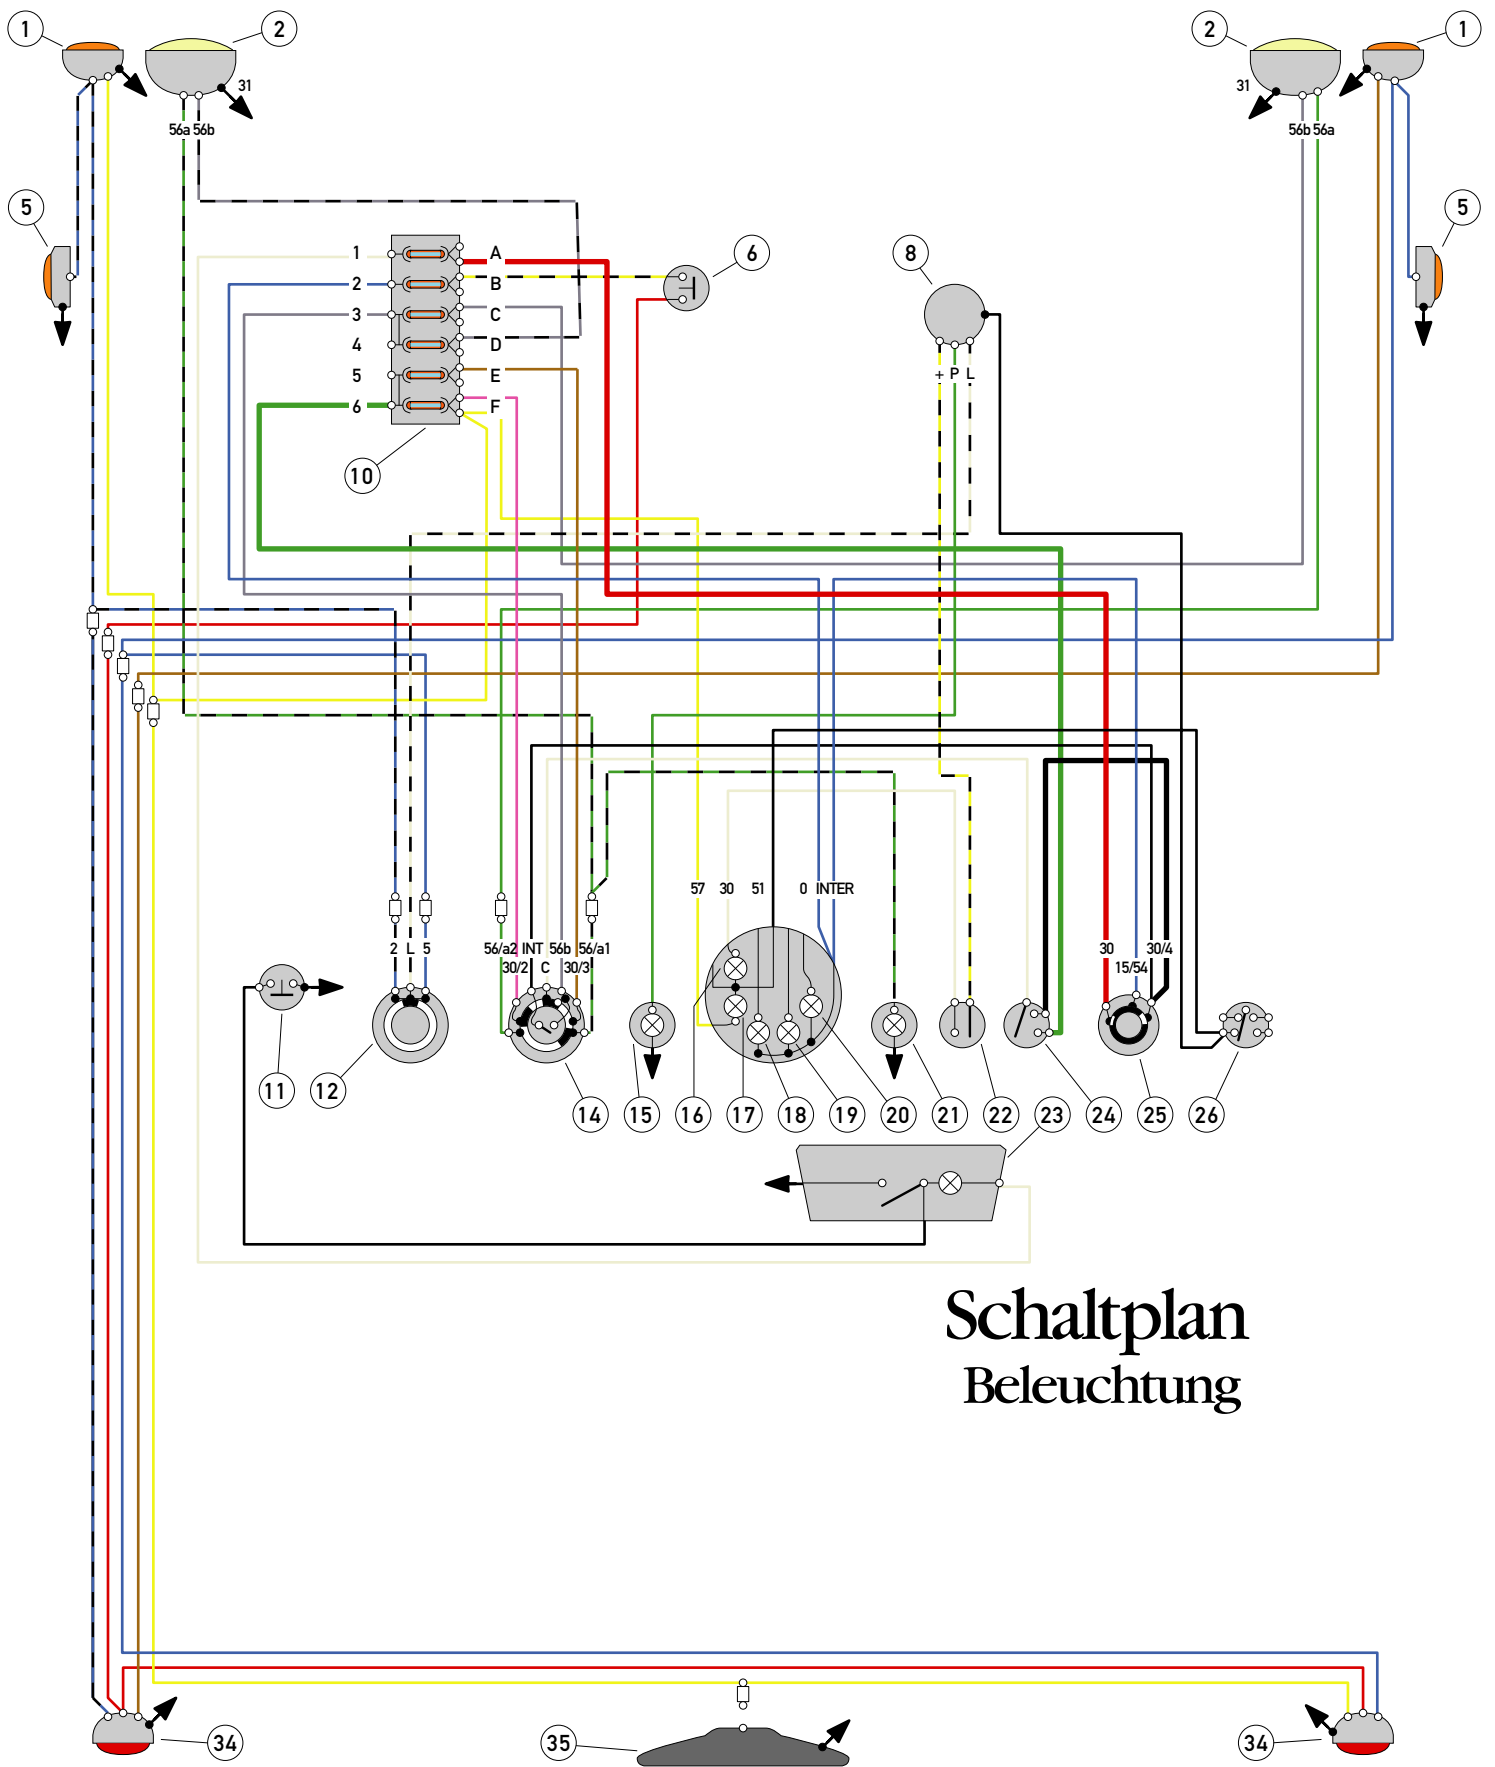 1 2 2 1
31 31
56a 56b 56b 56a
5 5
6 8
1 A
2 B
3 C
4 D
5 E
6 F
+ P L
10
57 30 51 0 INTER
2 L 5 56/a2 INT 56b 56/a1 30 30/4
30/2 C 30/3 15/54
11 12 14 15 16 17 18 19 20 21 22 23 24 25 26
Schaltplan
Beleuchtung
34 35 34